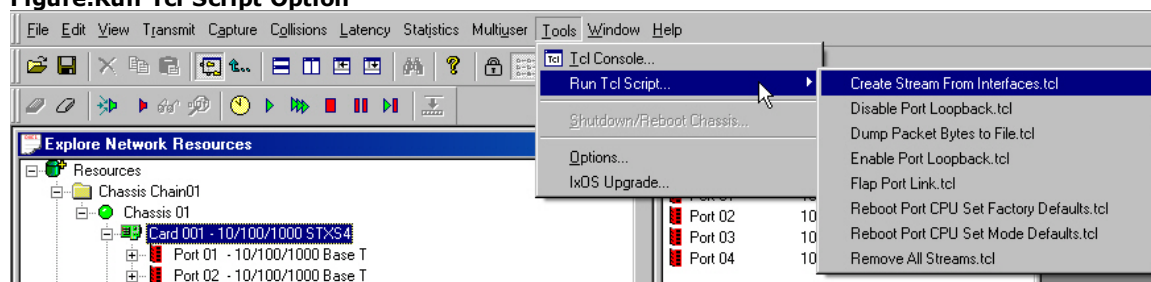 Figure:Run Tcl Script Option
File Edit View Transmit Capture Collisions Latency Statistics Multiuser Tools Window Help
Tcl Tcl Console...
Run Tcl Script...
Shutdown/Reboot Chassis...
Options...
IxOS Upgrade...
Create Stream From Interfaces.tcl
Disable Port Loopback.tcl
Dump Packet Bytes to File.tcl
Enable Port Loopback.tcl
Flap Port Link.tcl
Reboot Port CPU Set Factory Defaults.tcl
Reboot Port CPU Set Mode Defaults.tcl
Remove All Streams.tcl
Explore Network Resources
Resources
Chassis Chain01
Chassis 01
Card 001 - 10/100/1000 STXS4
Port 01 - 10/100/1000 Base T
Port 02 - 10/100/1000 Base T
Port 02 10
Port 03 10
Port 04 10